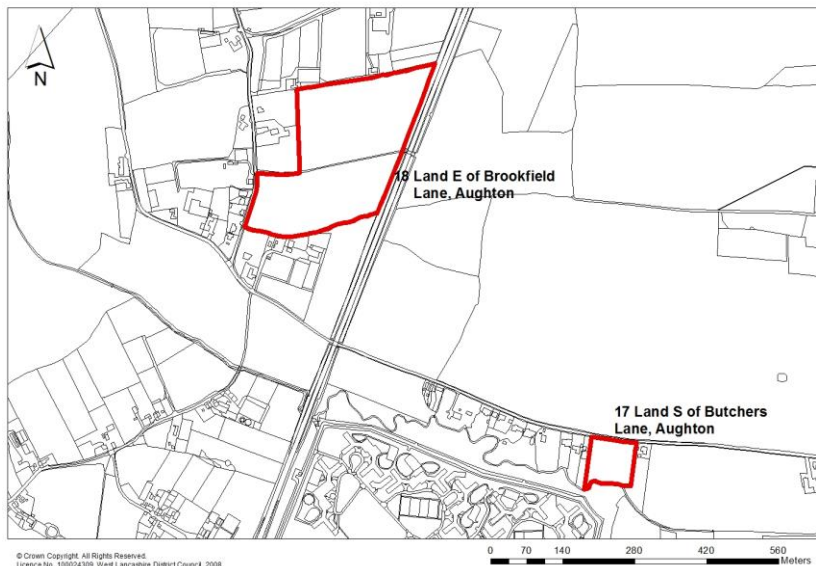 N
18 Land E of Brookfield
Lane, Aughton
17 Land S of Butchers
Lane, Aughton
© Crown Copyright. All Rights Reserved.
Licence No. 100024309. West Lancashire District Council. 2008
0 70 140 280 420 560
Meters